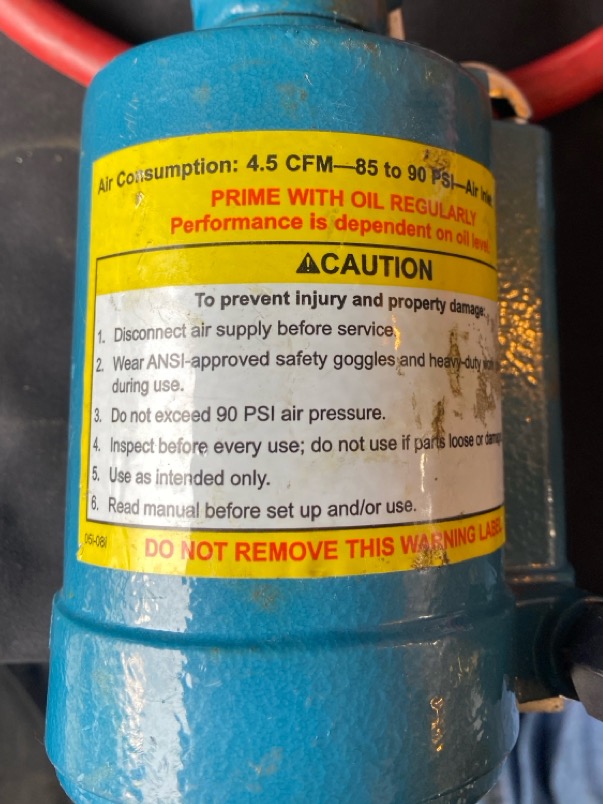 Air Consumption: 4.5 CFM—85 to 90 PSI—Air
PRIME WITH OIL REGULARLY
Performance is dependent on oil level.
⚠CAUTION
To prevent injury and property damage:
1. Disconnect air supply before service.
2. Wear ANSI-approved safety goggles and heavy-duty
during use.
3. Do not exceed 90 PSI air pressure.
4. Inspect before every use; do not use if parts loose or
5. Use as intended only.
6. Read manual before set up and/or use.
DO NOT REMOVE THIS WARNING LABEL